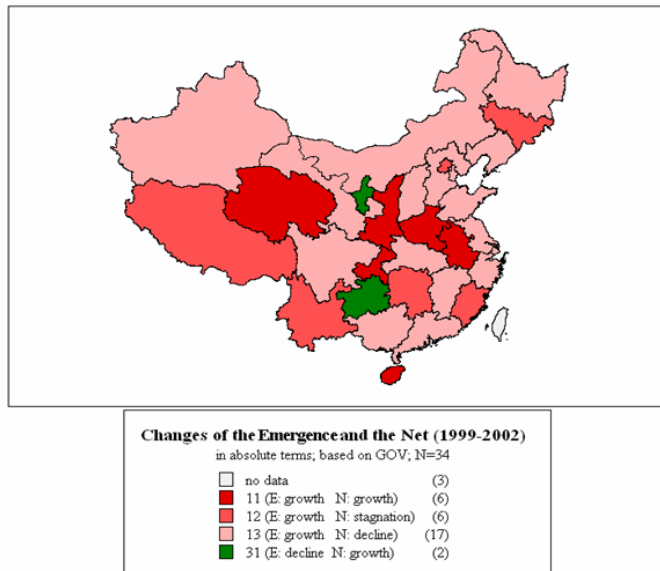 Changes of the Emergence and the Net (1999-2002)
in absolute terms; based on GOV; N=34
no data (3)
11 (E: growth N: growth) (6)
12 (E: growth N: stagnation) (6)
13 (E: growth N: decline) (17)
31 (E: decline N: growth) (2)